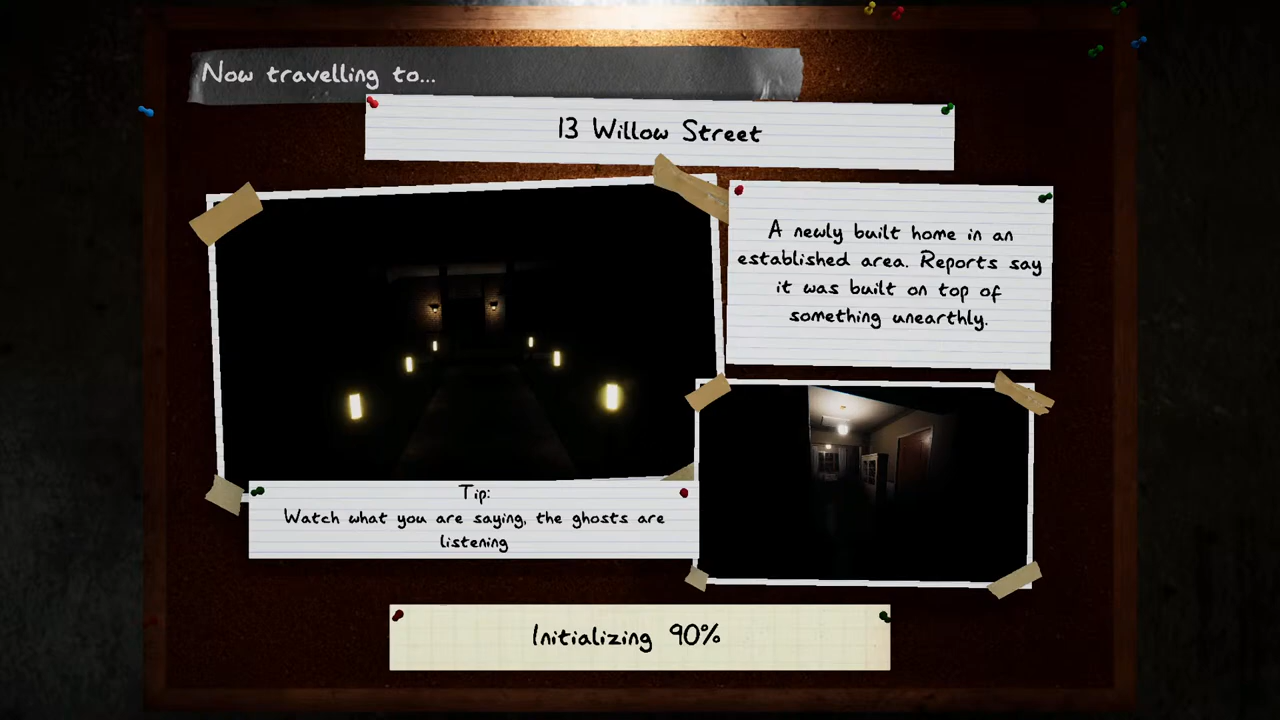 Now travelling to...
13 Willow Street
A newly built home in an
established area. Reports say
it was built on top of
something unearthly.
Tip:
Watch what you are saying, the ghosts are
listening
Initializing 90%